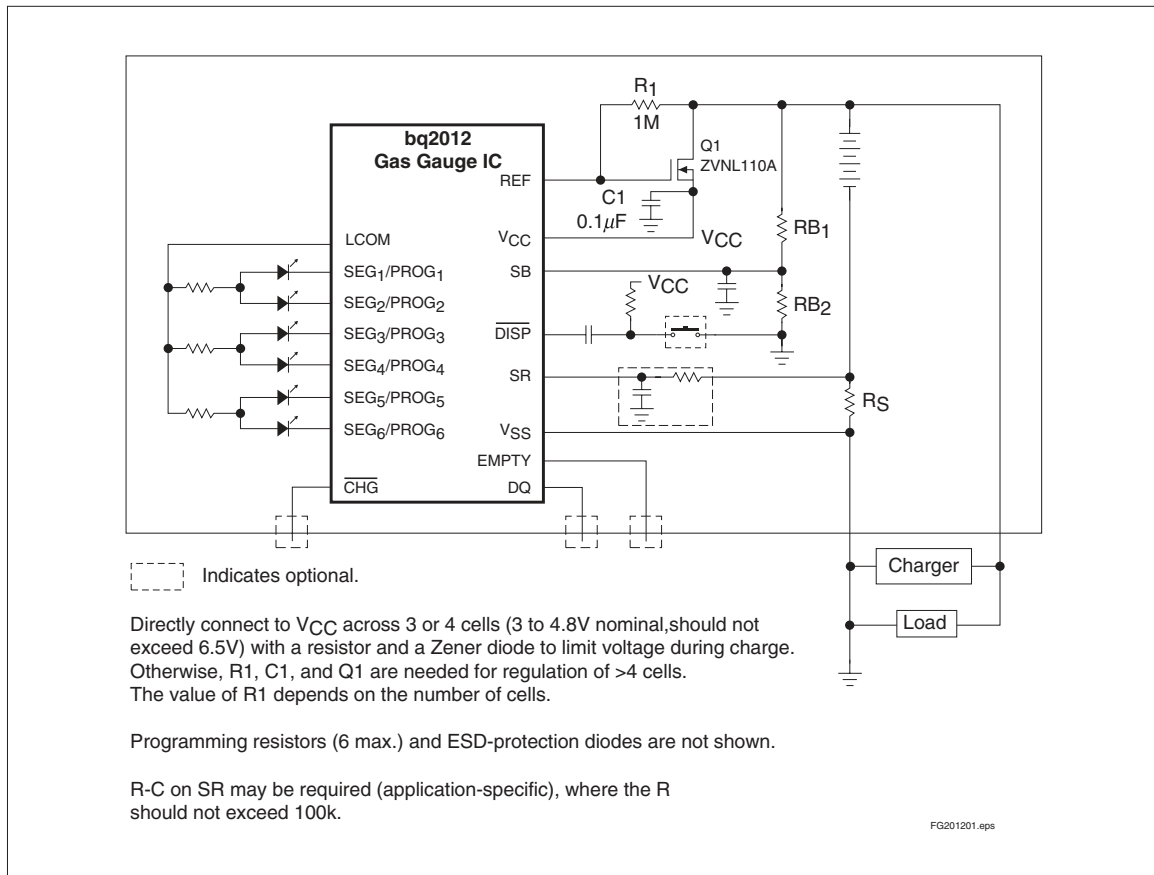 R1
1M
bq2012
Gas Gauge IC
Q1
ZVNL110A
REF
C1
0.1µF
VCC
VCC
RB1
LCOM
SB
SEG1/PROG1
VCC
RB2
SEG2/PROG2
SEG3/PROG3
DISP
SEG4/PROG4
SR
RS
SEG5/PROG5
SEG6/PROG6
VSS
EMPTY
CHG
DQ
Indicates optional.
Charger
Load
Directly connect to VCC across 3 or 4 cells (3 to 4.8V nominal,should not
exceed 6.5V) with a resistor and a Zener diode to limit voltage during charge.
Otherwise, R1, C1, and Q1 are needed for regulation of >4 cells.
The value of R1 depends on the number of cells.
Programming resistors (6 max.) and ESD-protection diodes are not shown.
R-C on SR may be required (application-specific), where the R
should not exceed 100k.
FG201201.eps